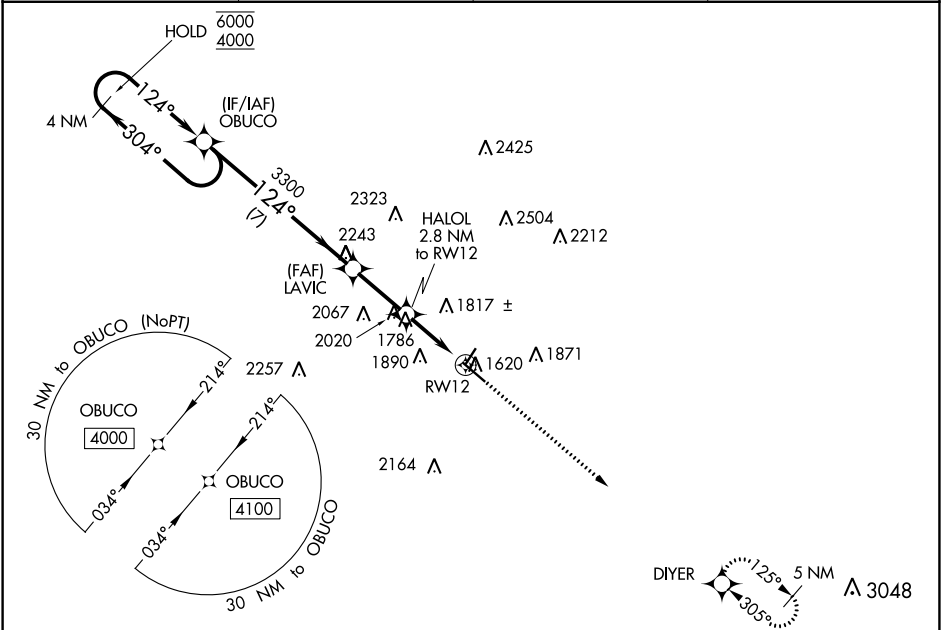 HOLD 6000
4000
124°
4 NM
304°
(IF/IAF)
OBUCO
3300
124°
(7)
2425
2323
2504
2212
HALOL
2.8 NM
to RW12
2243
(FAF)
LAVIC
2067
1817 ±
2020
1786
1890
1620
1871
RW12
2257
30 NM to OBUCO (NoPT)
214°
OBUCO
4000
034°
214°
OBUCO
4100
034°
30 NM to OBUCO
2164
DIYER
125°
5 NM
305°
3048